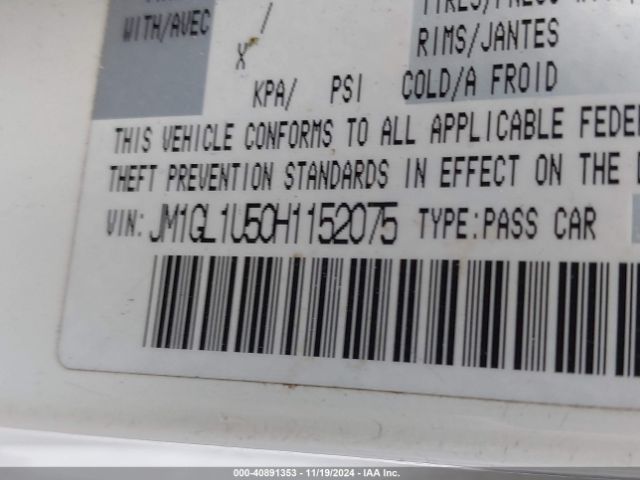 WITH/AVEC
/
X
RIMS/JANTES
KPA/ PSI COLD/A FROID
THIS VEHICLE CONFORMS TO ALL APPLICABLE FEDE
THEFT PREVENTION STANDARDS IN EFFECT ON THE
VIN: JM1GL1U50H1152075 TYPE:PASS CAR
000-40891353 - 11/19/2024 - IAA Inc.